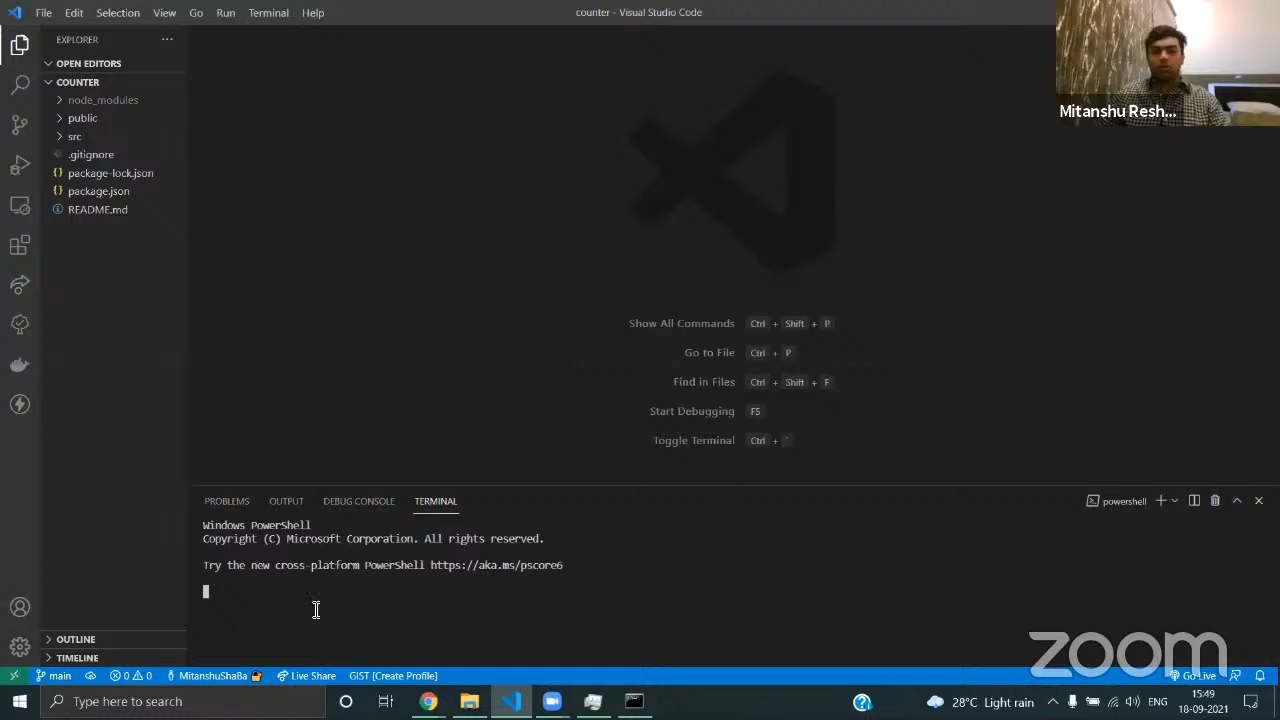 File Edit Selection View Go Run Terminal Help
counter - Visual Studio Code
EXPLORER
OPEN EDITORS
COUNTER
node_modules
public
src
.gitignore
{} package-lock.json
{} package.json
README.md
OUTLINE
TIMELINE
Mitanshu Resh...
Show All Commands Ctrl + Shift + P
Go to File Ctrl + P
Find in Files Ctrl + Shift + F
Start Debugging F5
Toggle Terminal Ctrl + `
PROBLEMS OUTPUT DEBUG CONSOLE TERMINAL
powershell
Windows PowerShell
Copyright (C) Microsoft Corporation. All rights reserved.
Try the new cross-platform PowerShell https://aka.ms/pscore6
zoom
main 0 0 MitanshuShaBa Live Share GIST [Create Profile] Go Live
Type here to search
28°C Light rain ENG
15:49
18-09-2021